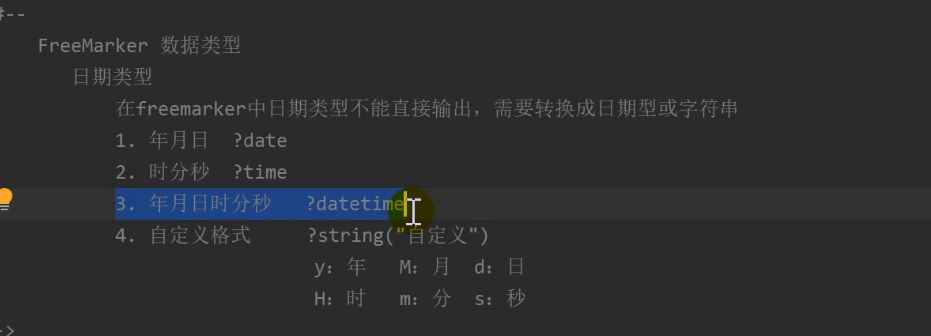 #--
FreeMarker 数据类型
日期类型
在freemarker中日期类型不能直接输出，需要转换成日期型或字符串
1. 年月日 ?date
2. 时分秒 ?time
3. 年月日时分秒 ?datetime
4. 自定义格式 ?string("自定义")
y：年 M：月 d：日
H：时 m：分 s：秒
->